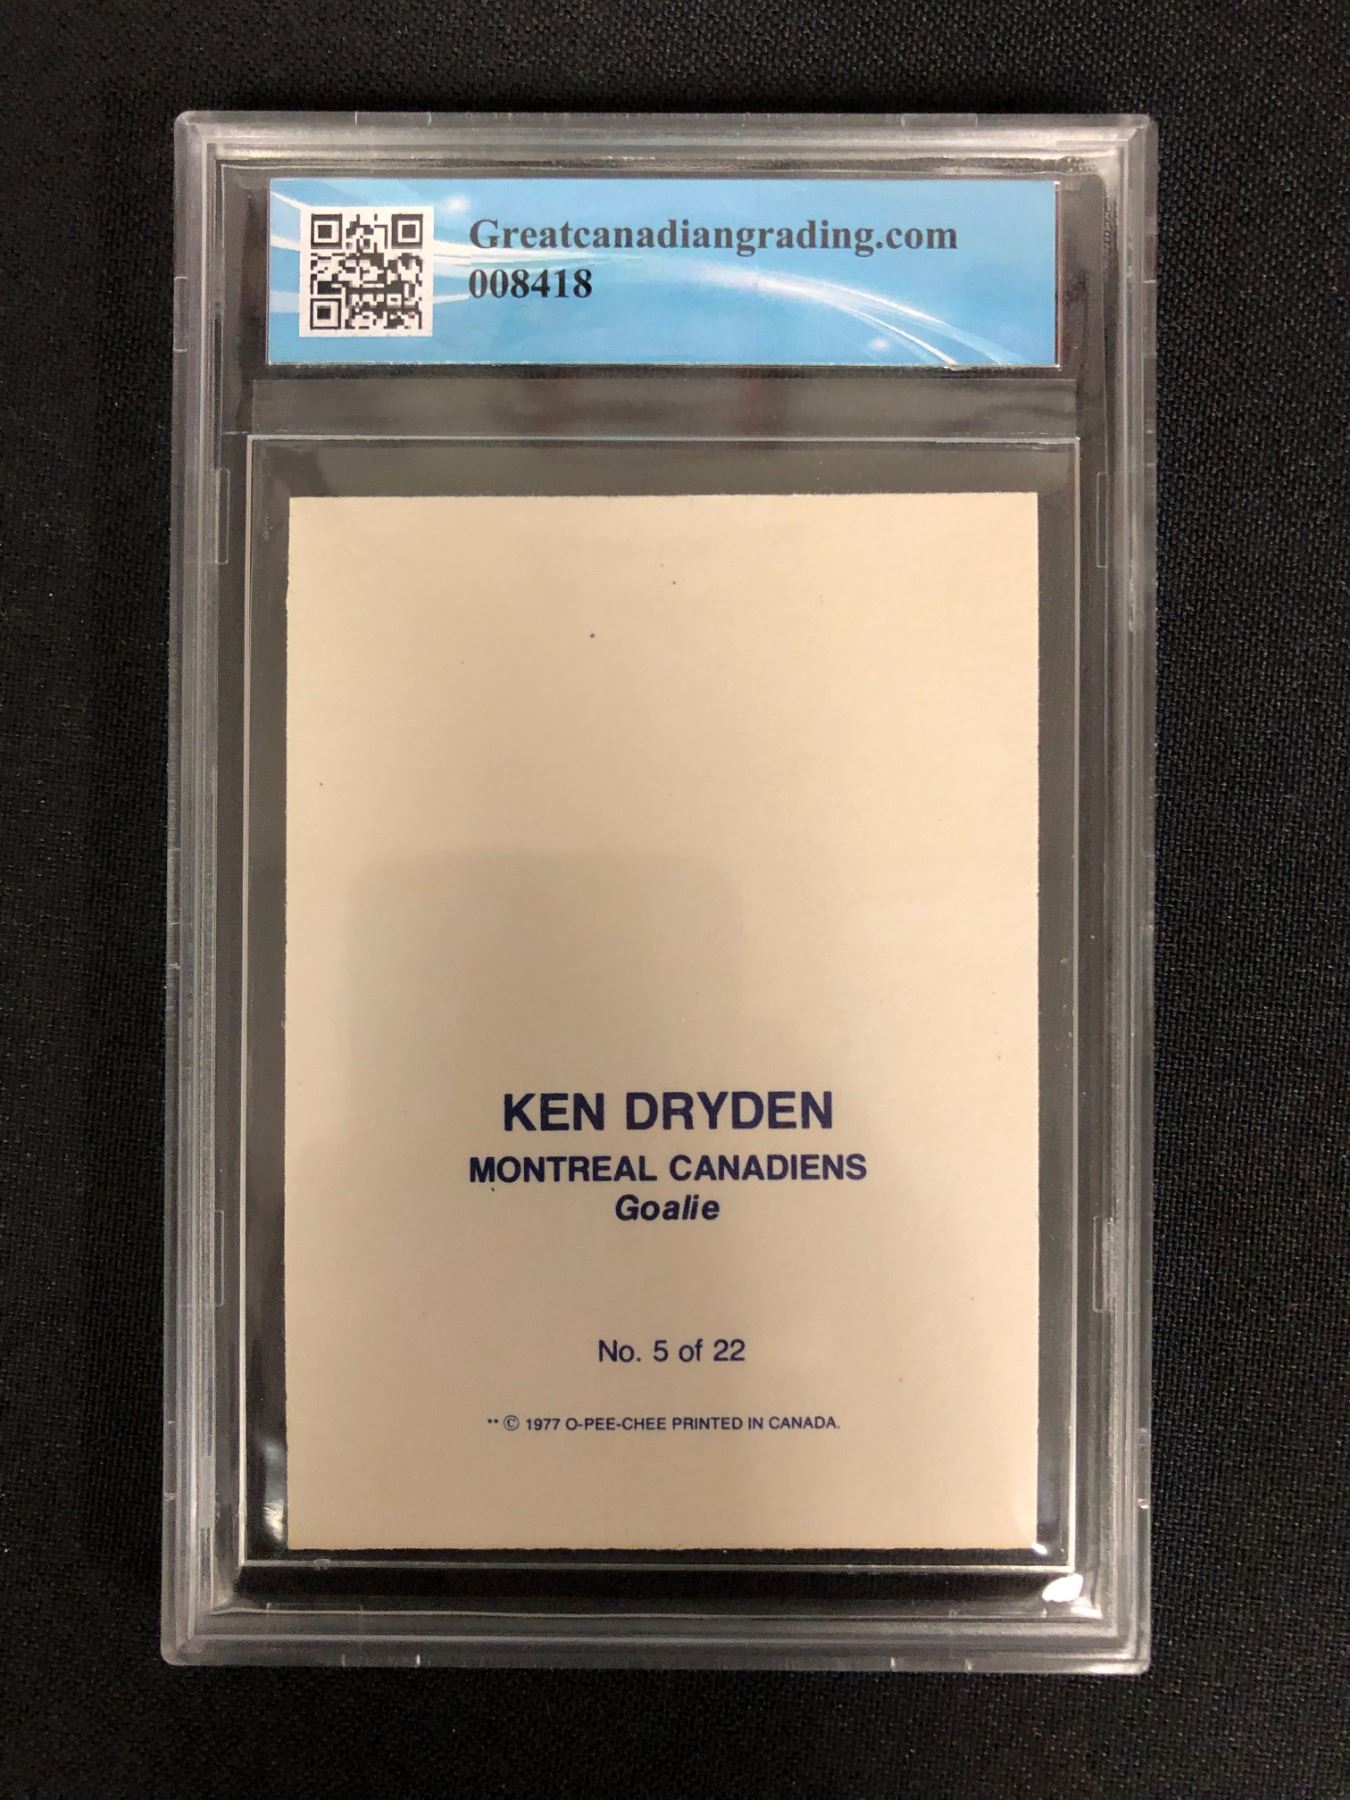 Greatcanadiangrading.com
008418
KEN DRYDEN
MONTREAL CANADIENS
Goalie
No. 5 of 22
** © 1977 O-PEE-CHEE PRINTED IN CANADA.